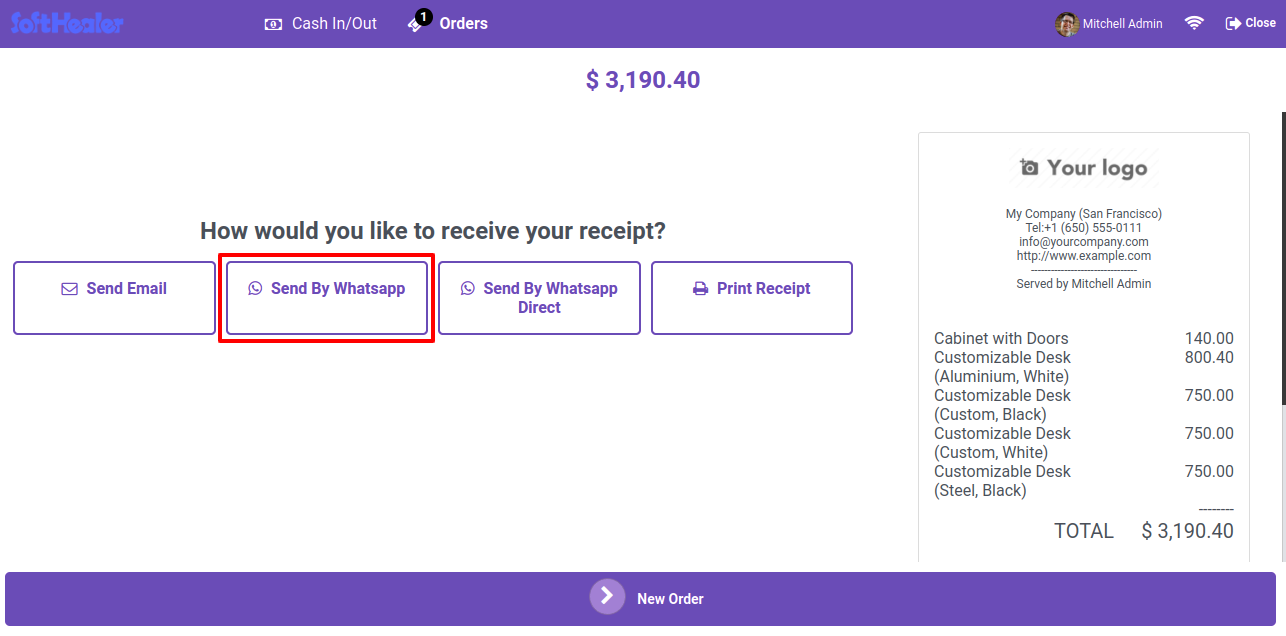 SoftHealer
Cash In/Out
1
Orders
Mitchell Admin
Close
$ 3,190.40
How would you like to receive your receipt?
Send Email
Send By Whatsapp
Send By Whatsapp
Direct
Print Receipt
Your logo
My Company (San Francisco)
Tel:+1 (650) 555-0111
info@yourcompany.com
http://www.example.com
--------------------------------
Served by Mitchell Admin
Cabinet with Doors 140.00
Customizable Desk 800.40
(Aluminium, White)
Customizable Desk 750.00
(Custom, Black)
Customizable Desk 750.00
(Custom, White)
Customizable Desk 750.00
(Steel, Black)
--------
TOTAL $ 3,190.40
New Order